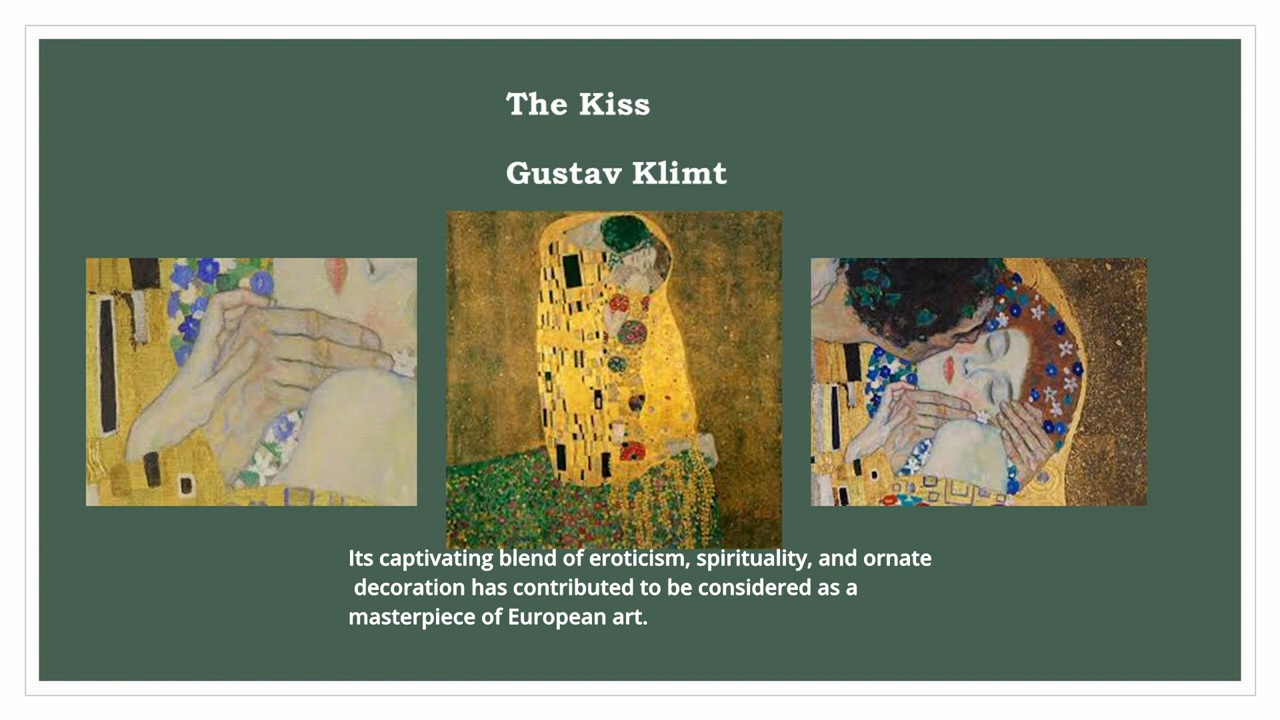 The Kiss
Gustav Klimt
Its captivating blend of eroticism, spirituality, and ornate
decoration has contributed to be considered as a
masterpiece of European art.